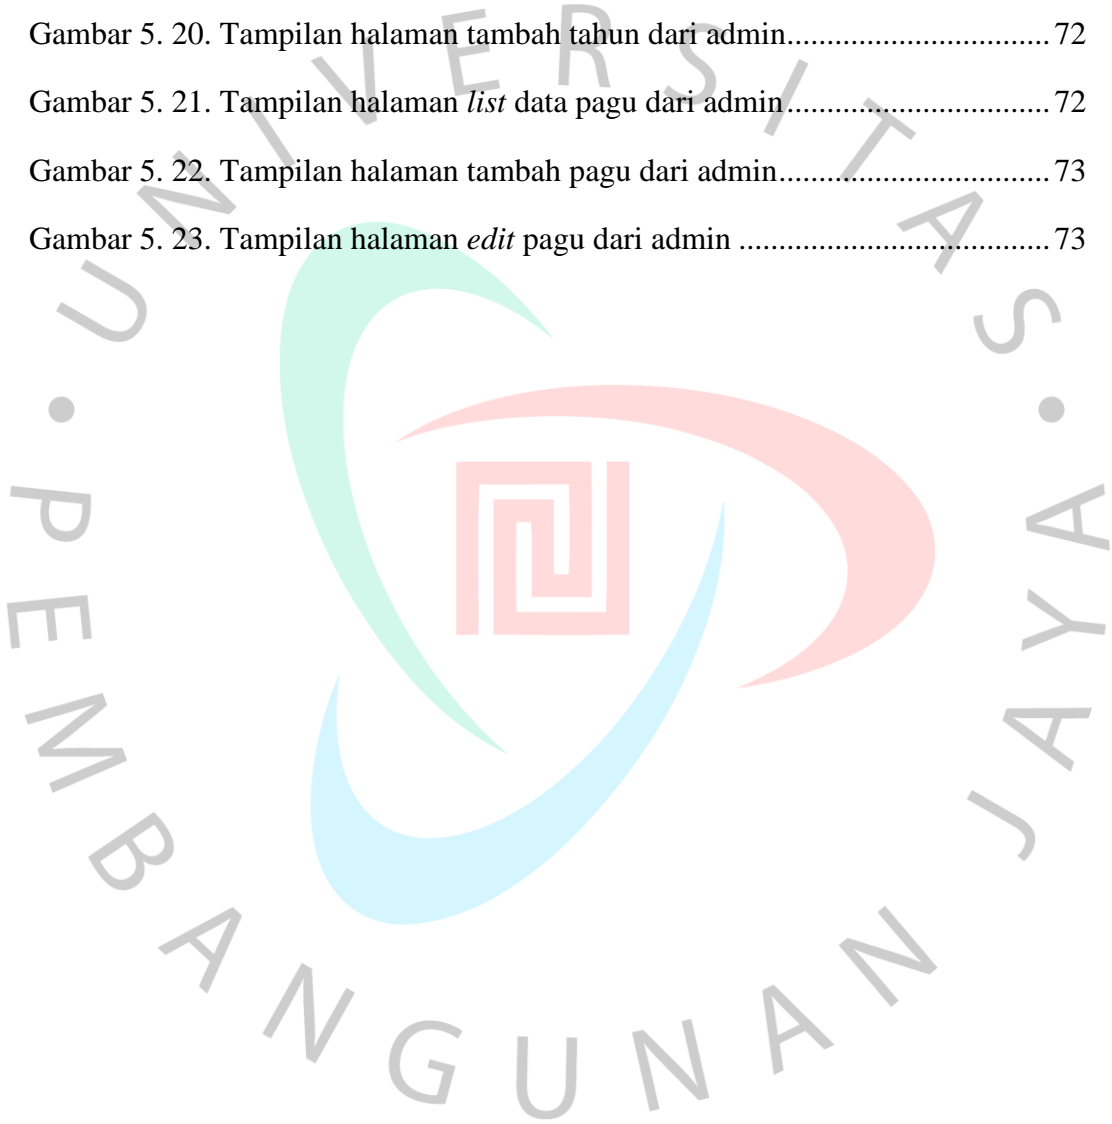 Gambar 5. 20. Tampilan halaman tambah tahun dari admin................................. 72
Gambar 5. 21. Tampilan halaman list data pagu dari admin................................. 72
Gambar 5. 22. Tampilan halaman tambah pagu dari admin.................................. 73
Gambar 5. 23. Tampilan halaman edit pagu dari admin ....................................... 73
UNIVERSITAS • PEMBANGUNAN JAYA •